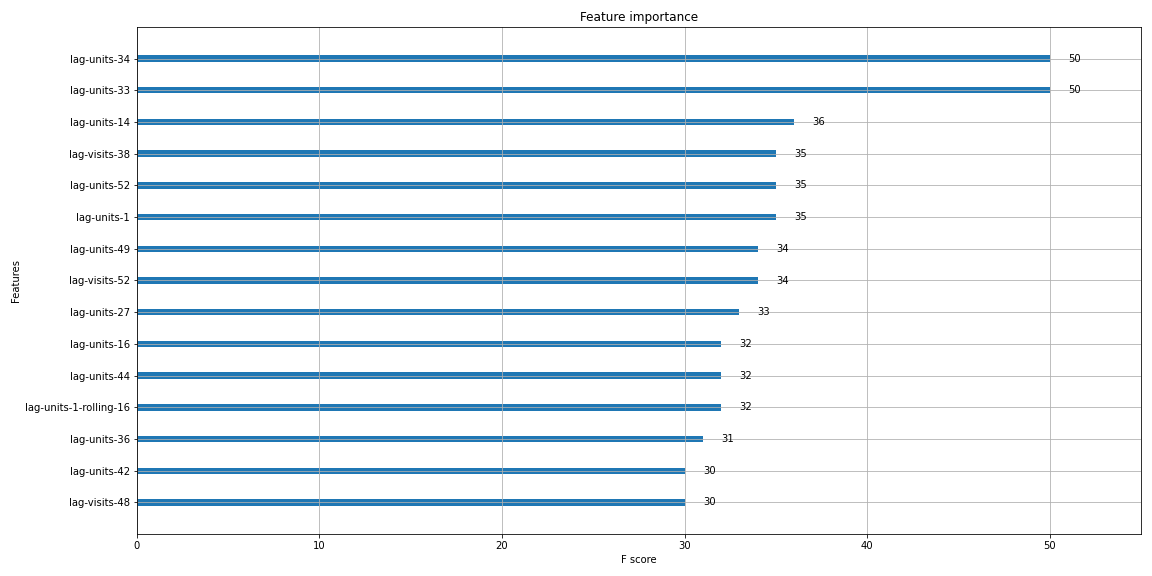 Feature importance
lag-units-34 50
lag-units-33 50
lag-units-14 36
lag-visits-38 35
lag-units-52 35
lag-units-1 35
lag-units-49 34
lag-visits-52 34
lag-units-27 33
lag-units-16 32
lag-units-44 32
lag-units-1-rolling-16 32
lag-units-36 31
lag-units-42 30
lag-visits-48 30
Features
0 10 20 30 40 50
F score